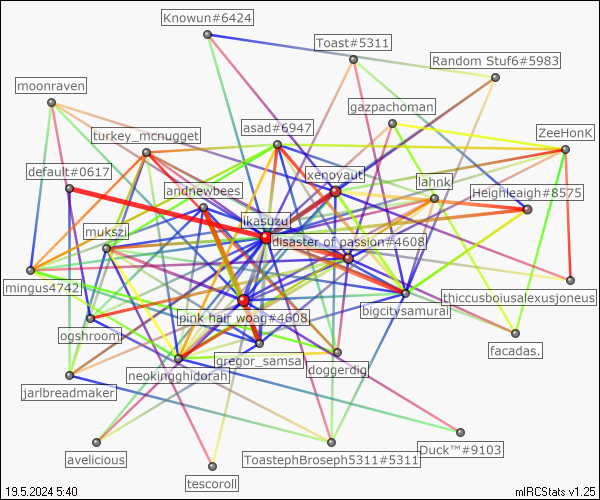 Knowun#6424
Toast#5311
Random Stuf6#5983
moonraven
gazpachoman
turkey_mcnugget
asad#6947
ZeeHonK
default#0617
xenoyaut
lahnk
andnewbees
Heighleaigh#8575
ikasuzu
mukszi
disaster of passion#4608
mingus4742
thiccusboiusalexusjoneus
bigcitysamurai
pink hair woag#4608
ogshroom
facadas.
gregor_samsa
doggerdig
neokingghidorah
jarlbreadmaker
Duck™#9103
avelicious
ToastephBroseph5311#5311
tescoroll
19.5.2024 5:40
mIRCStats v1.25